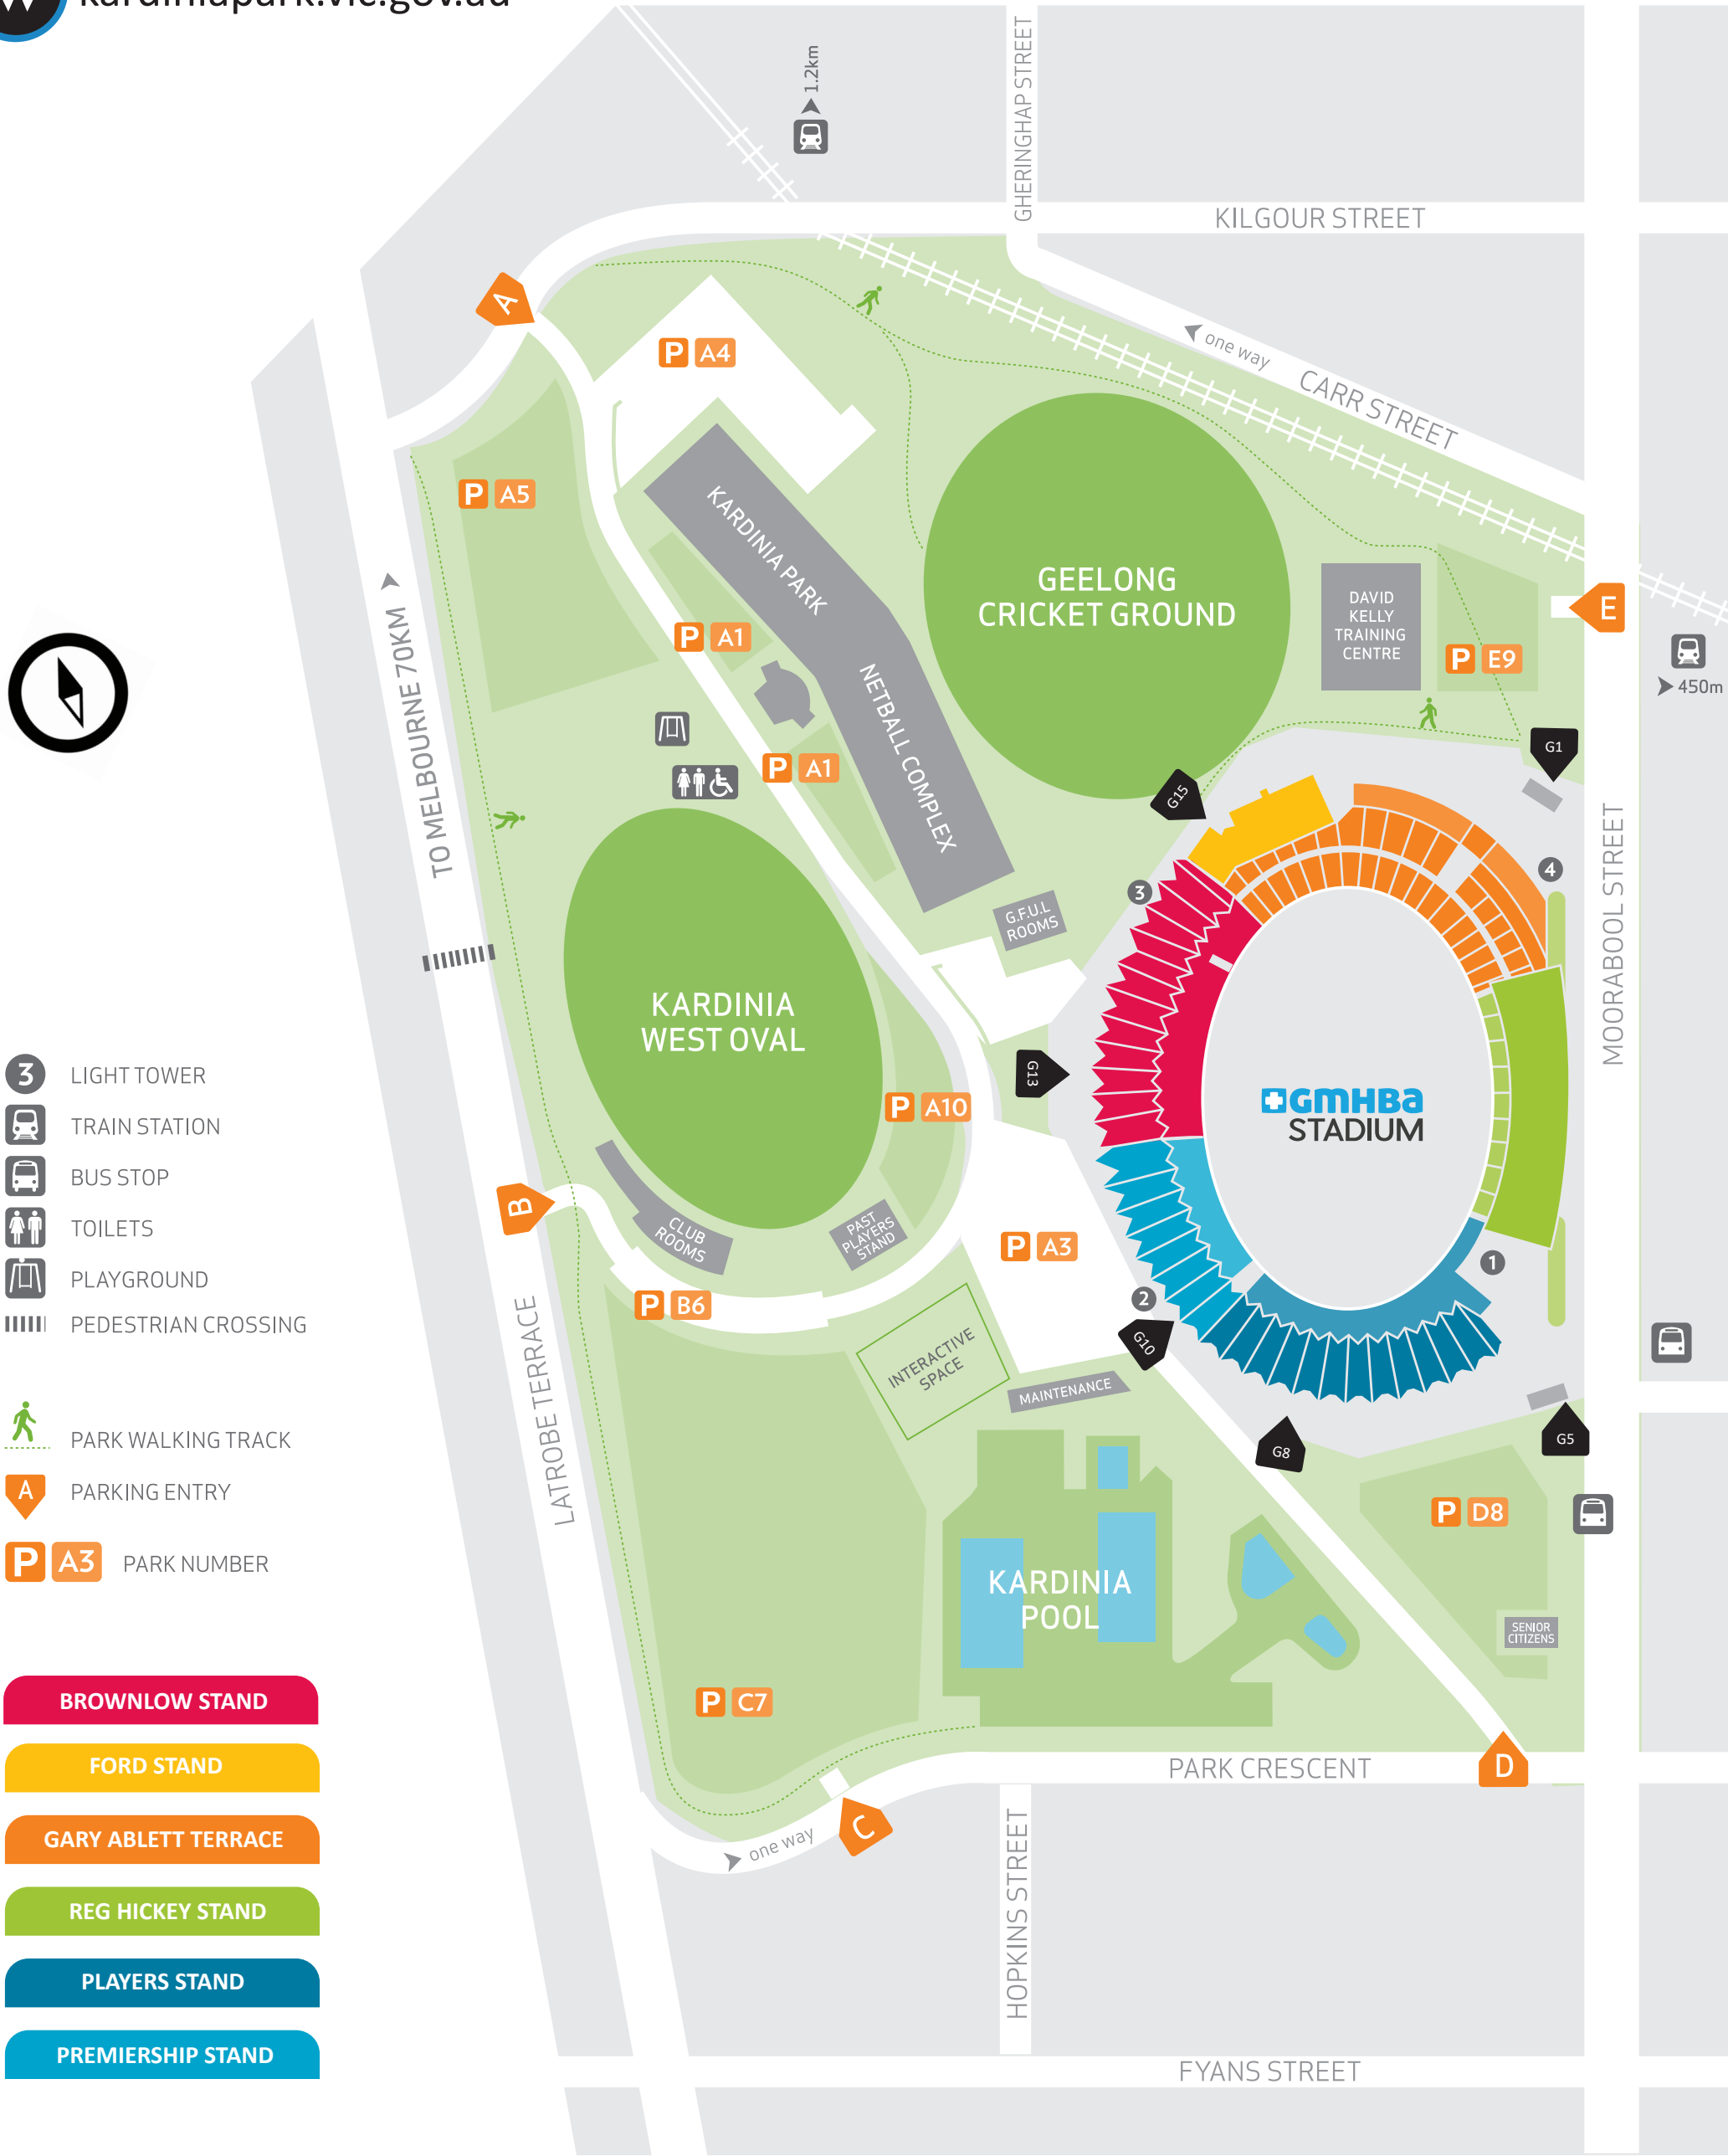 kardiniapark.vic.gov.au
1.2km
GHERINGHAP STREET
KILGOUR STREET
A
P A4
one way
CARR STREET
P A5
KARDINIA PARK
NETBALL COMPLEX
GEELONG
CRICKET GROUND
DAVID
KELLY
TRAINING
CENTRE
E
P E9
450m
P A1
P A1
TO MELBOURNE 70KM
G1
G15
MOORABOOL STREET
4
3
G.F.U.L
ROOMS
KARDINIA
WEST OVAL
G13
P A10
GMHBA
STADIUM
3 LIGHT TOWER
TRAIN STATION
BUS STOP
TOILETS
PLAYGROUND
PEDESTRIAN CROSSING
PARK WALKING TRACK
A PARKING ENTRY
P A3 PARK NUMBER
B
CLUB
ROOMS
PAST
PLAYERS
STAND
P A3
1
2
P B6
G10
LATROBE TERRACE
INTERACTIVE
SPACE
MAINTENANCE
G8
G5
P D8
KARDINIA
POOL
SENIOR
CITIZENS
P C7
PARK CRESCENT
D
C
one way
HOPKINS STREET
FYANS STREET
BROWNLOW STAND
FORD STAND
GARY ABLETT TERRACE
REG HICKEY STAND
PLAYERS STAND
PREMIERSHIP STAND